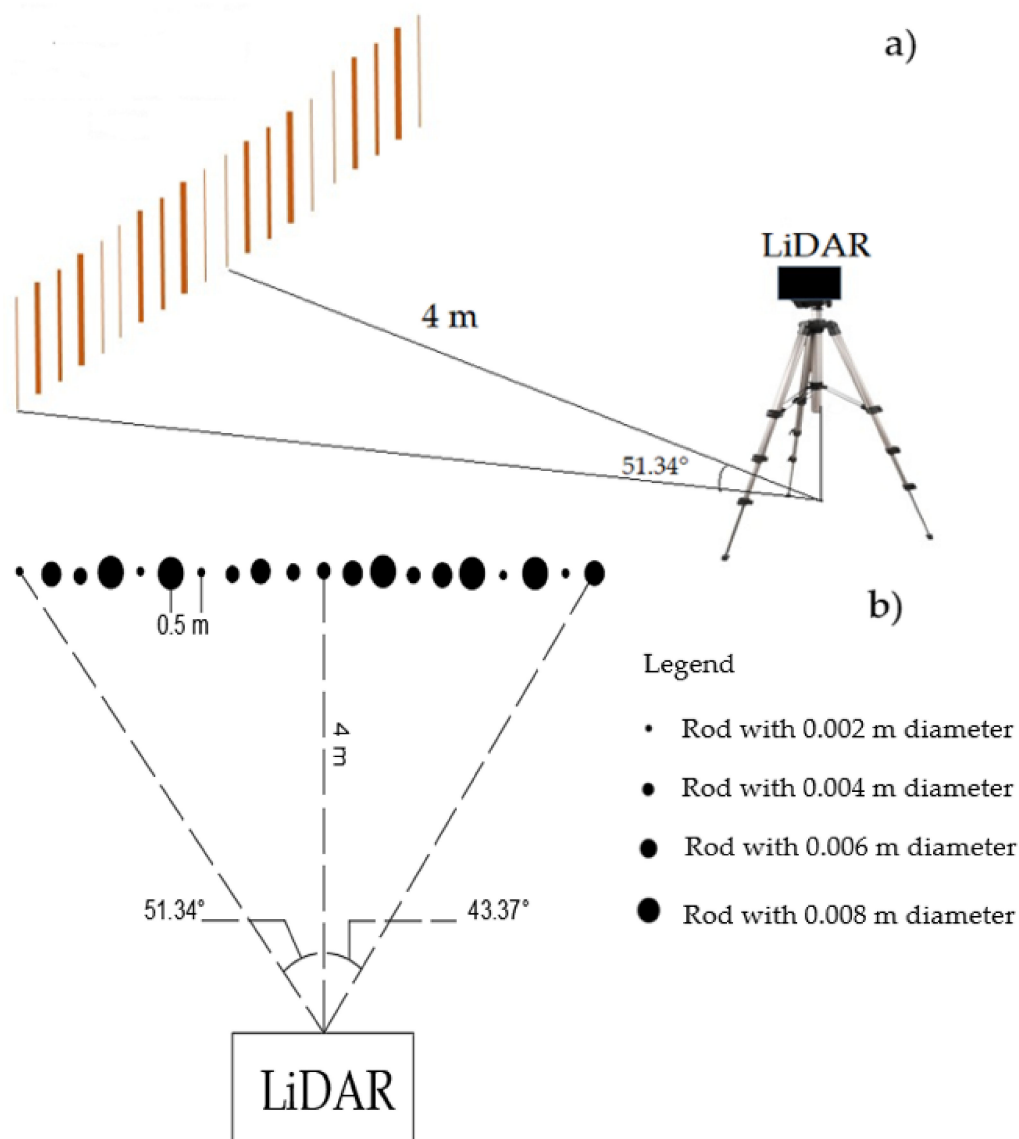 a)
LiDAR
4 m
51.34°
0.5 m
b)
Legend
4 m
Rod with 0.002 m diameter
Rod with 0.004 m diameter
Rod with 0.006 m diameter
Rod with 0.008 m diameter
51.34°
43.37°
LiDAR